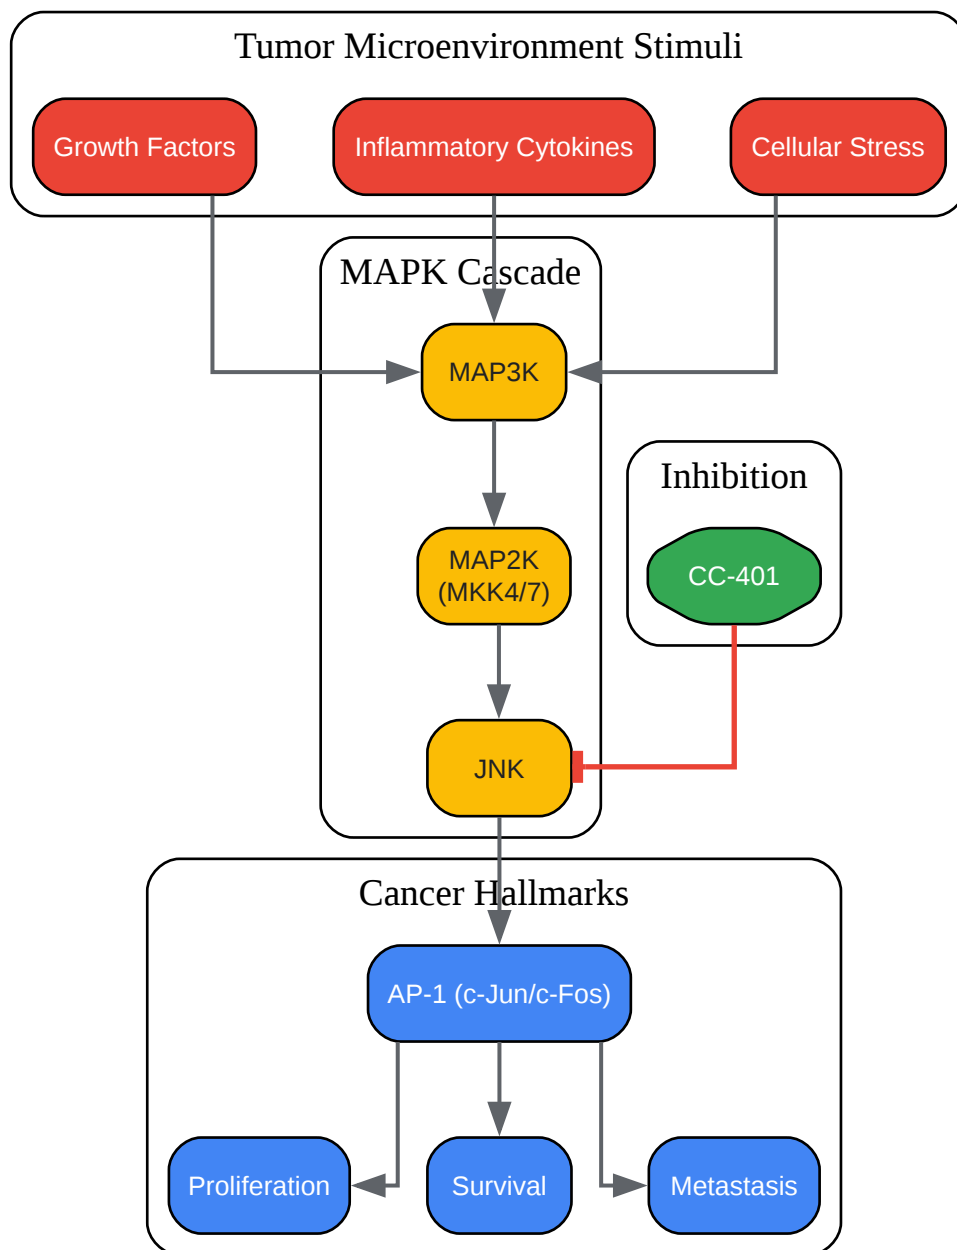 Tumor Microenvironment Stimuli
Growth Factors
Inflammatory Cytokines
Cellular Stress
MAPK Cascade
MAP3K
Inhibition
MAP2K
(MKK4/7)
CC-401
JNK
Cancer Hallmarks
AP-1 (c-Jun/c-Fos)
Proliferation
Survival
Metastasis